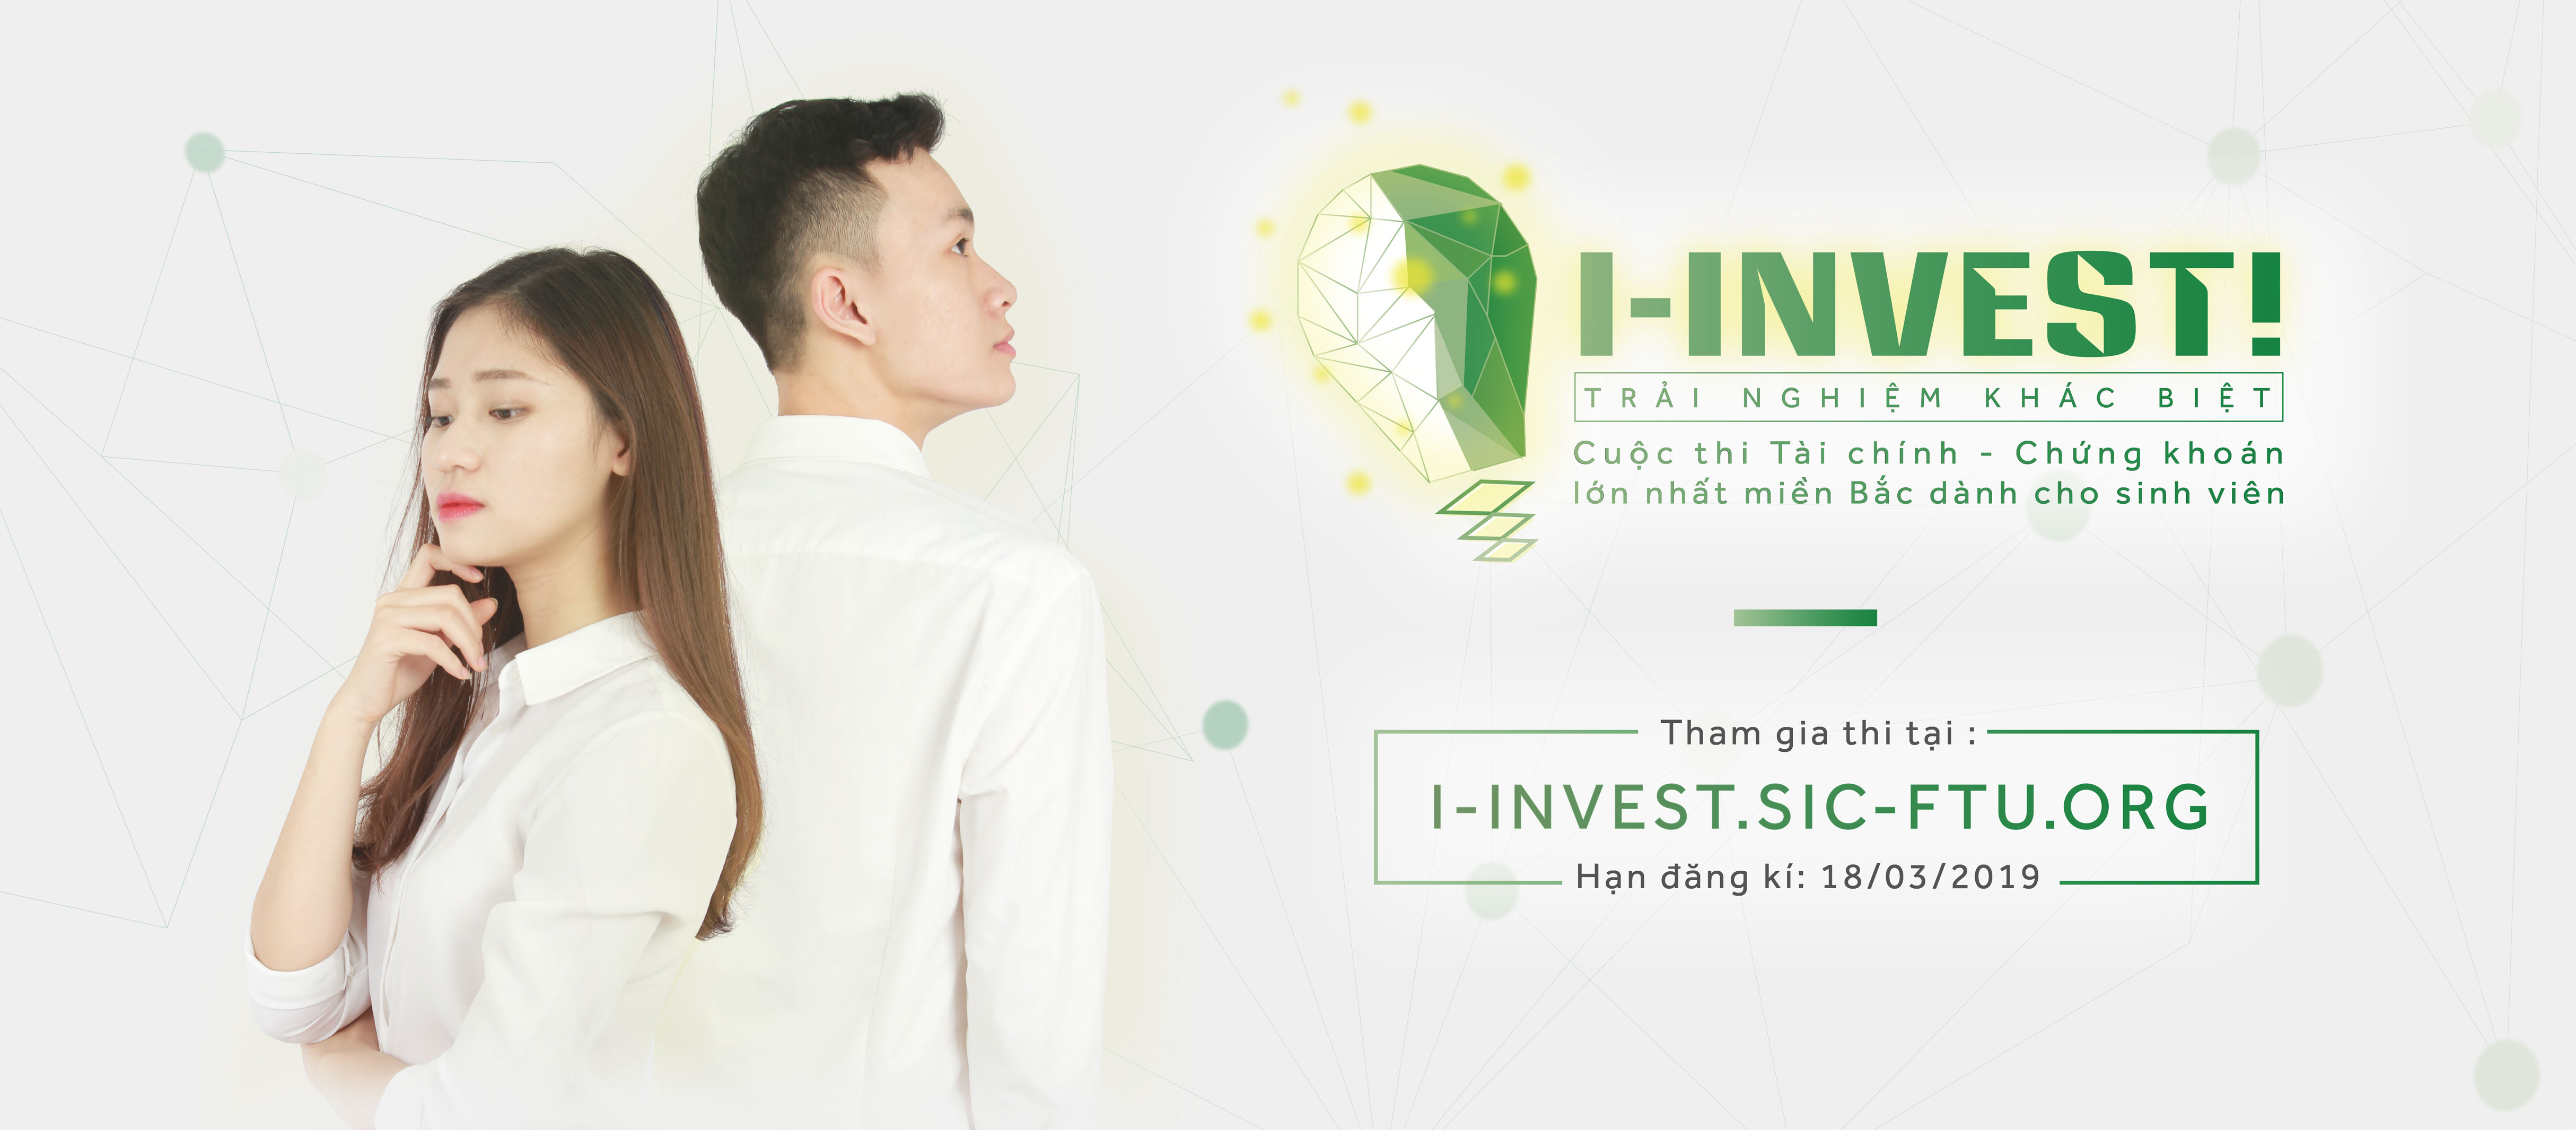 I-INVEST!
TRẢI NGHIỆM KHÁC BIỆT
Cuộc thi Tài chính - Chứng khoán
lớn nhất miền Bắc dành cho sinh viên
Tham gia thi tại :
I-INVEST.SIC-FTU.ORG
Hạn đăng kí: 18/03/2019